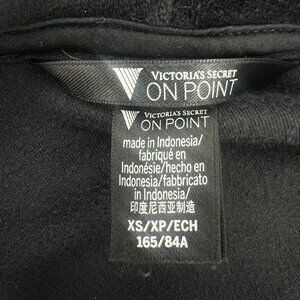 VICTORIA'S SECRET
ON POINT
VICTORIA'S SECRET
ON POINT
made in Indonesia/
fabriqué en
Indonésie/hecho en
Indonesia/fabbricato
in Indonesia/
印度尼西亚制造
XS/XP/ECH
165/84A